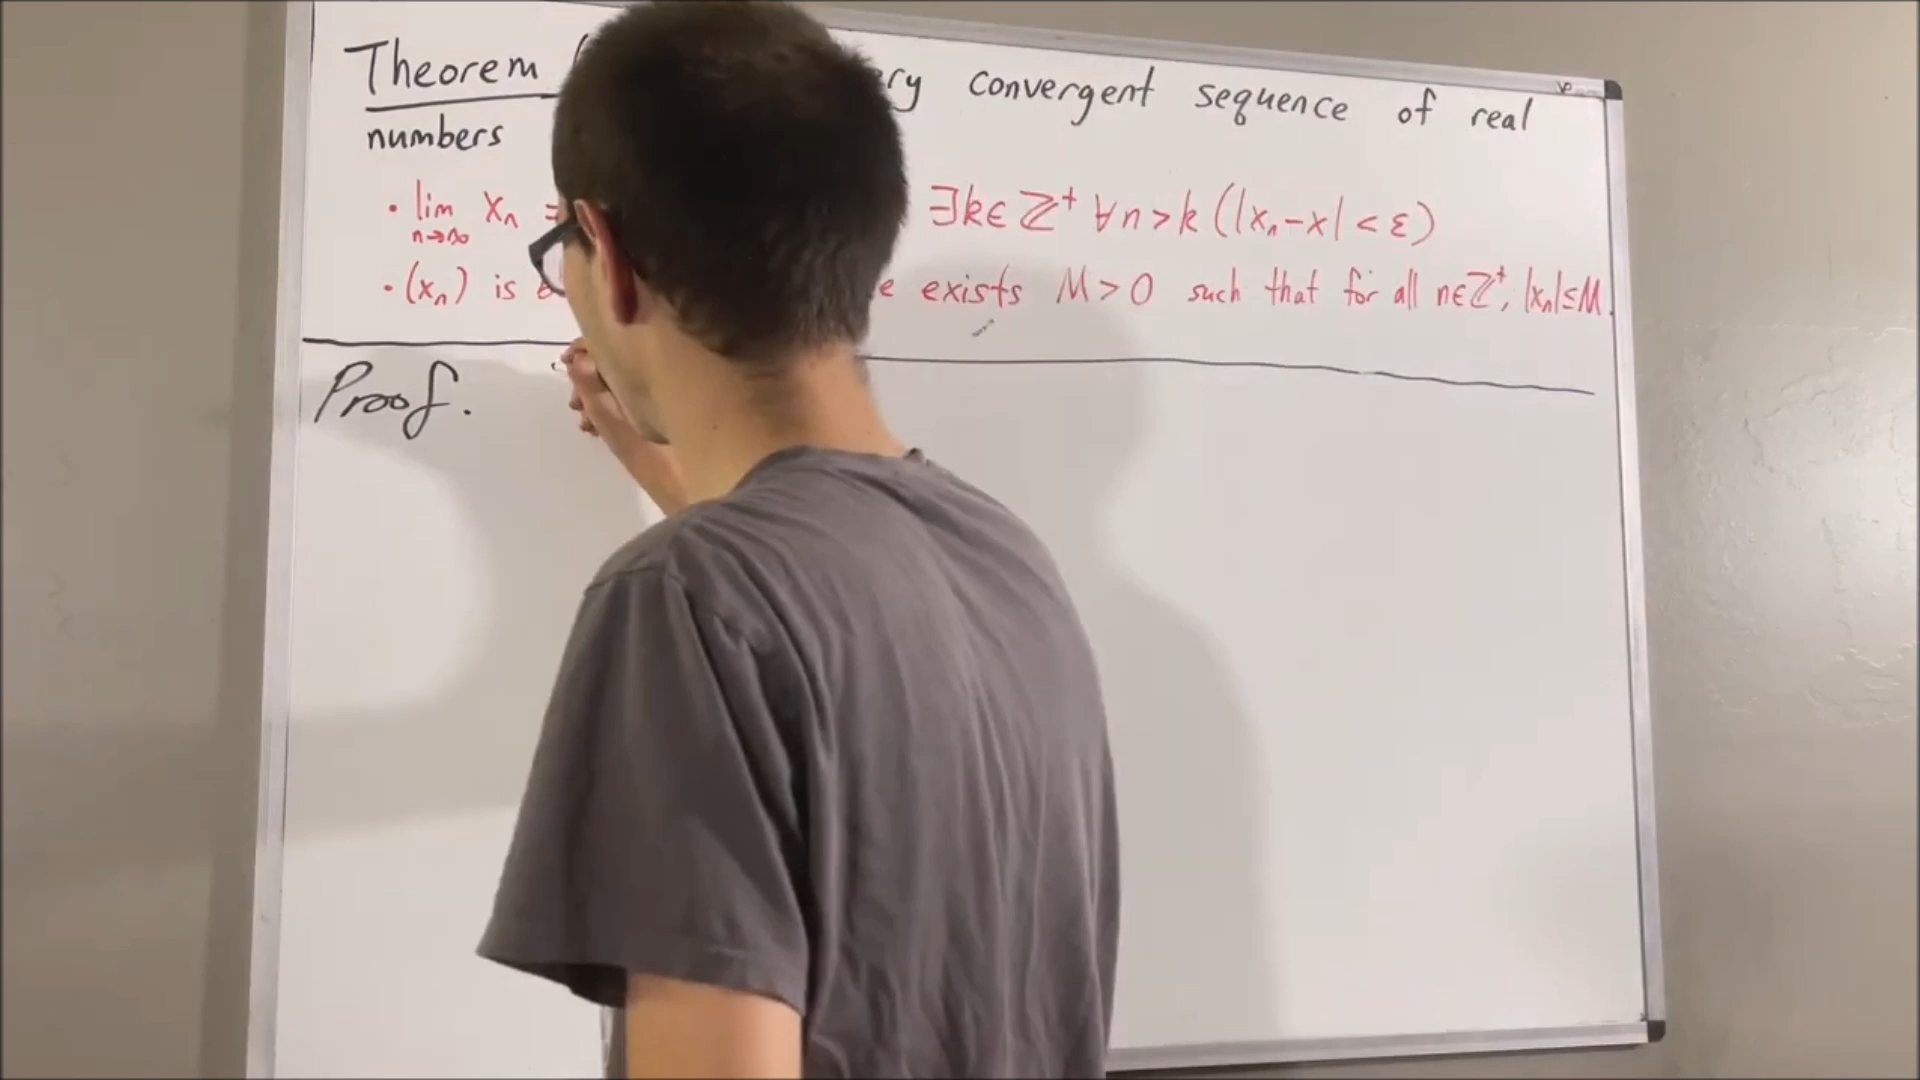 Theorem convergent sequence of real
numbers
• lim n→∞ xₙ = ∃k∈ℤ⁺ ∀n>k (|xₙ-x|<ε)
• (xₙ) is exists M>0 such that for all n∈ℤ⁺, |xₙ|≤M.
Proof.